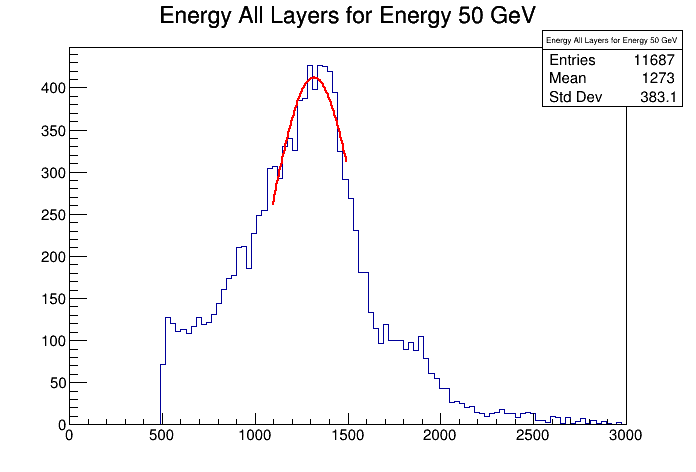 Energy All Layers for Energy 50 GeV
Energy All Layers for Energy 50 GeV
Entries 11687
Mean 1273
Std Dev 383.1
400
350
300
250
200
150
100
50
0
0 500 1000 1500 2000 2500 3000